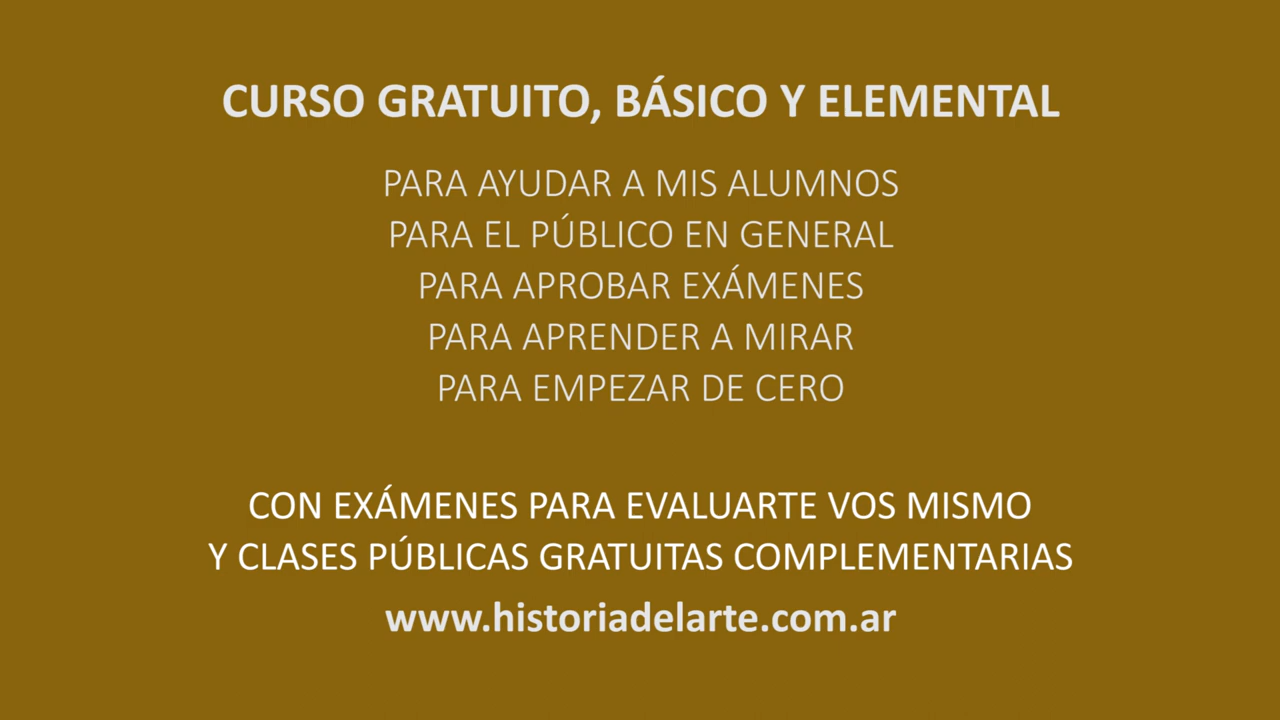 CURSO GRATUITO, BÁSICO Y ELEMENTAL
PARA AYUDAR A MIS ALUMNOS
PARA EL PÚBLICO EN GENERAL
PARA APROBAR EXÁMENES
PARA APRENDER A MIRAR
PARA EMPEZAR DE CERO
CON EXÁMENES PARA EVALUARTE VOS MISMO
Y CLASES PÚBLICAS GRATUITAS COMPLEMENTARIAS
www.historiadelarte.com.ar